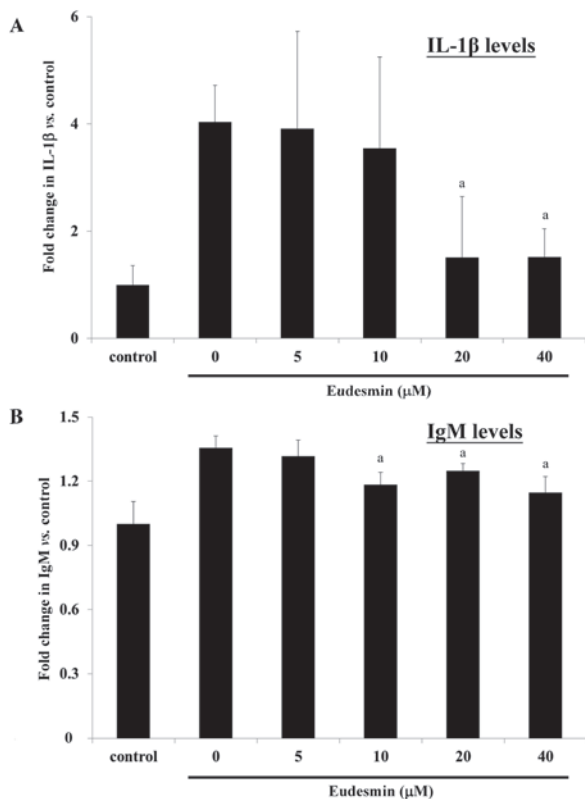 A
IL-1β levels
Fold change in IL-1β vs. control
6
4
2
0
a
a
control 0 5 10 20 40
Eudesmin (μM)
B
IgM levels
Fold change in IgM vs. control
1.5
1.2
0.9
0.6
0.3
0
a
a
a
control 0 5 10 20 40
Eudesmin (μM)